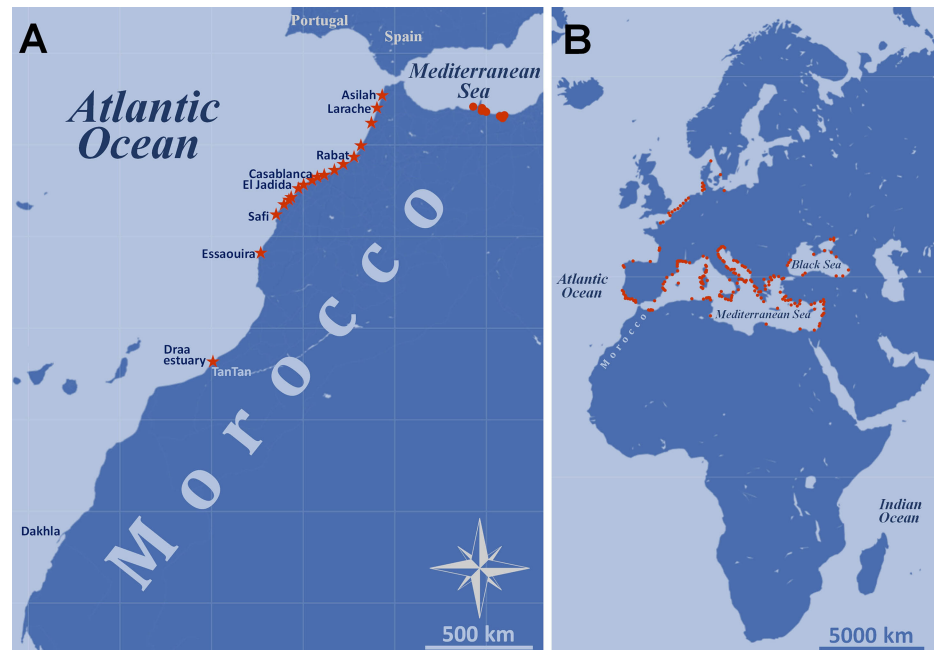 A
Portugal
Spain
Mediterranean
Sea
Atlantic
Ocean
Asilah
Larache
Rabat
Casablanca
El Jadida
Safi
Essaouira
Draa
estuary
TanTan
Morocco
Dakhla
500 km
B
Black Sea
Atlantic
Ocean
Mediterranean Sea
Morocco
Indian
Ocean
5000 km